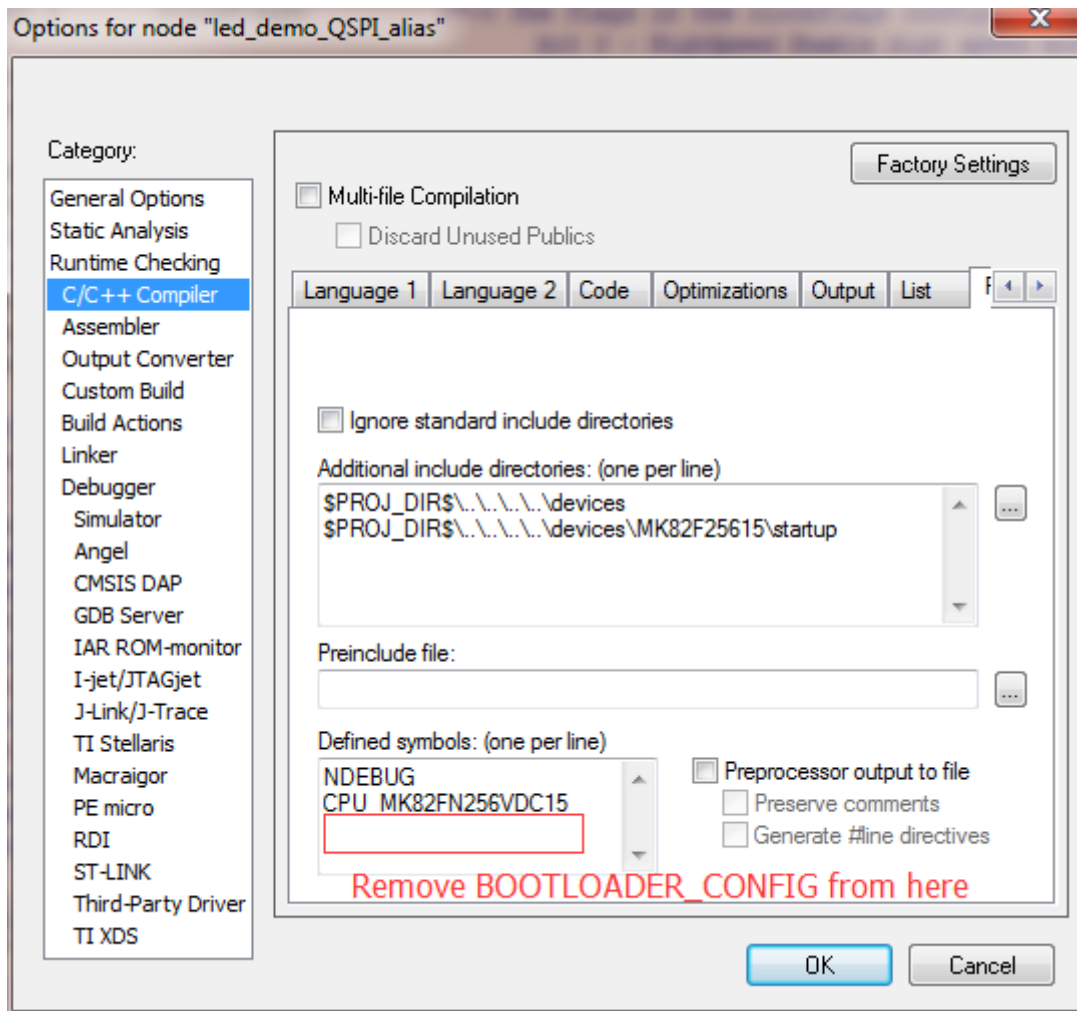 Options for node "led_demo_QSPI_alias"
X
Category:
General Options
Static Analysis
Runtime Checking
C/C++ Compiler
Assembler
Output Converter
Custom Build
Build Actions
Linker
Debugger
Simulator
Angel
CMSIS DAP
GDB Server
IAR ROM-monitor
I-jet/JTAGjet
J-Link/J-Trace
TI Stellaris
Macraigor
PE micro
RDI
ST-LINK
Third-Party Driver
TI XDS
Factory Settings
Multi-file Compilation
Discard Unused Publics
Language 1 Language 2 Code Optimizations Output List
Ignore standard include directories
Additional include directories: (one per line)
$PROJ_DIR$\..\..\..\..\devices
$PROJ_DIR$\..\..\..\..\devices\MK82F25615\startup
...
Preinclude file:
...
Defined symbols: (one per line)
NDEBUG
CPU_MK82FN256VDC15
Preprocessor output to file
Preserve comments
Generate #line directives
Remove BOOTLOADER_CONFIG from here
OK
Cancel